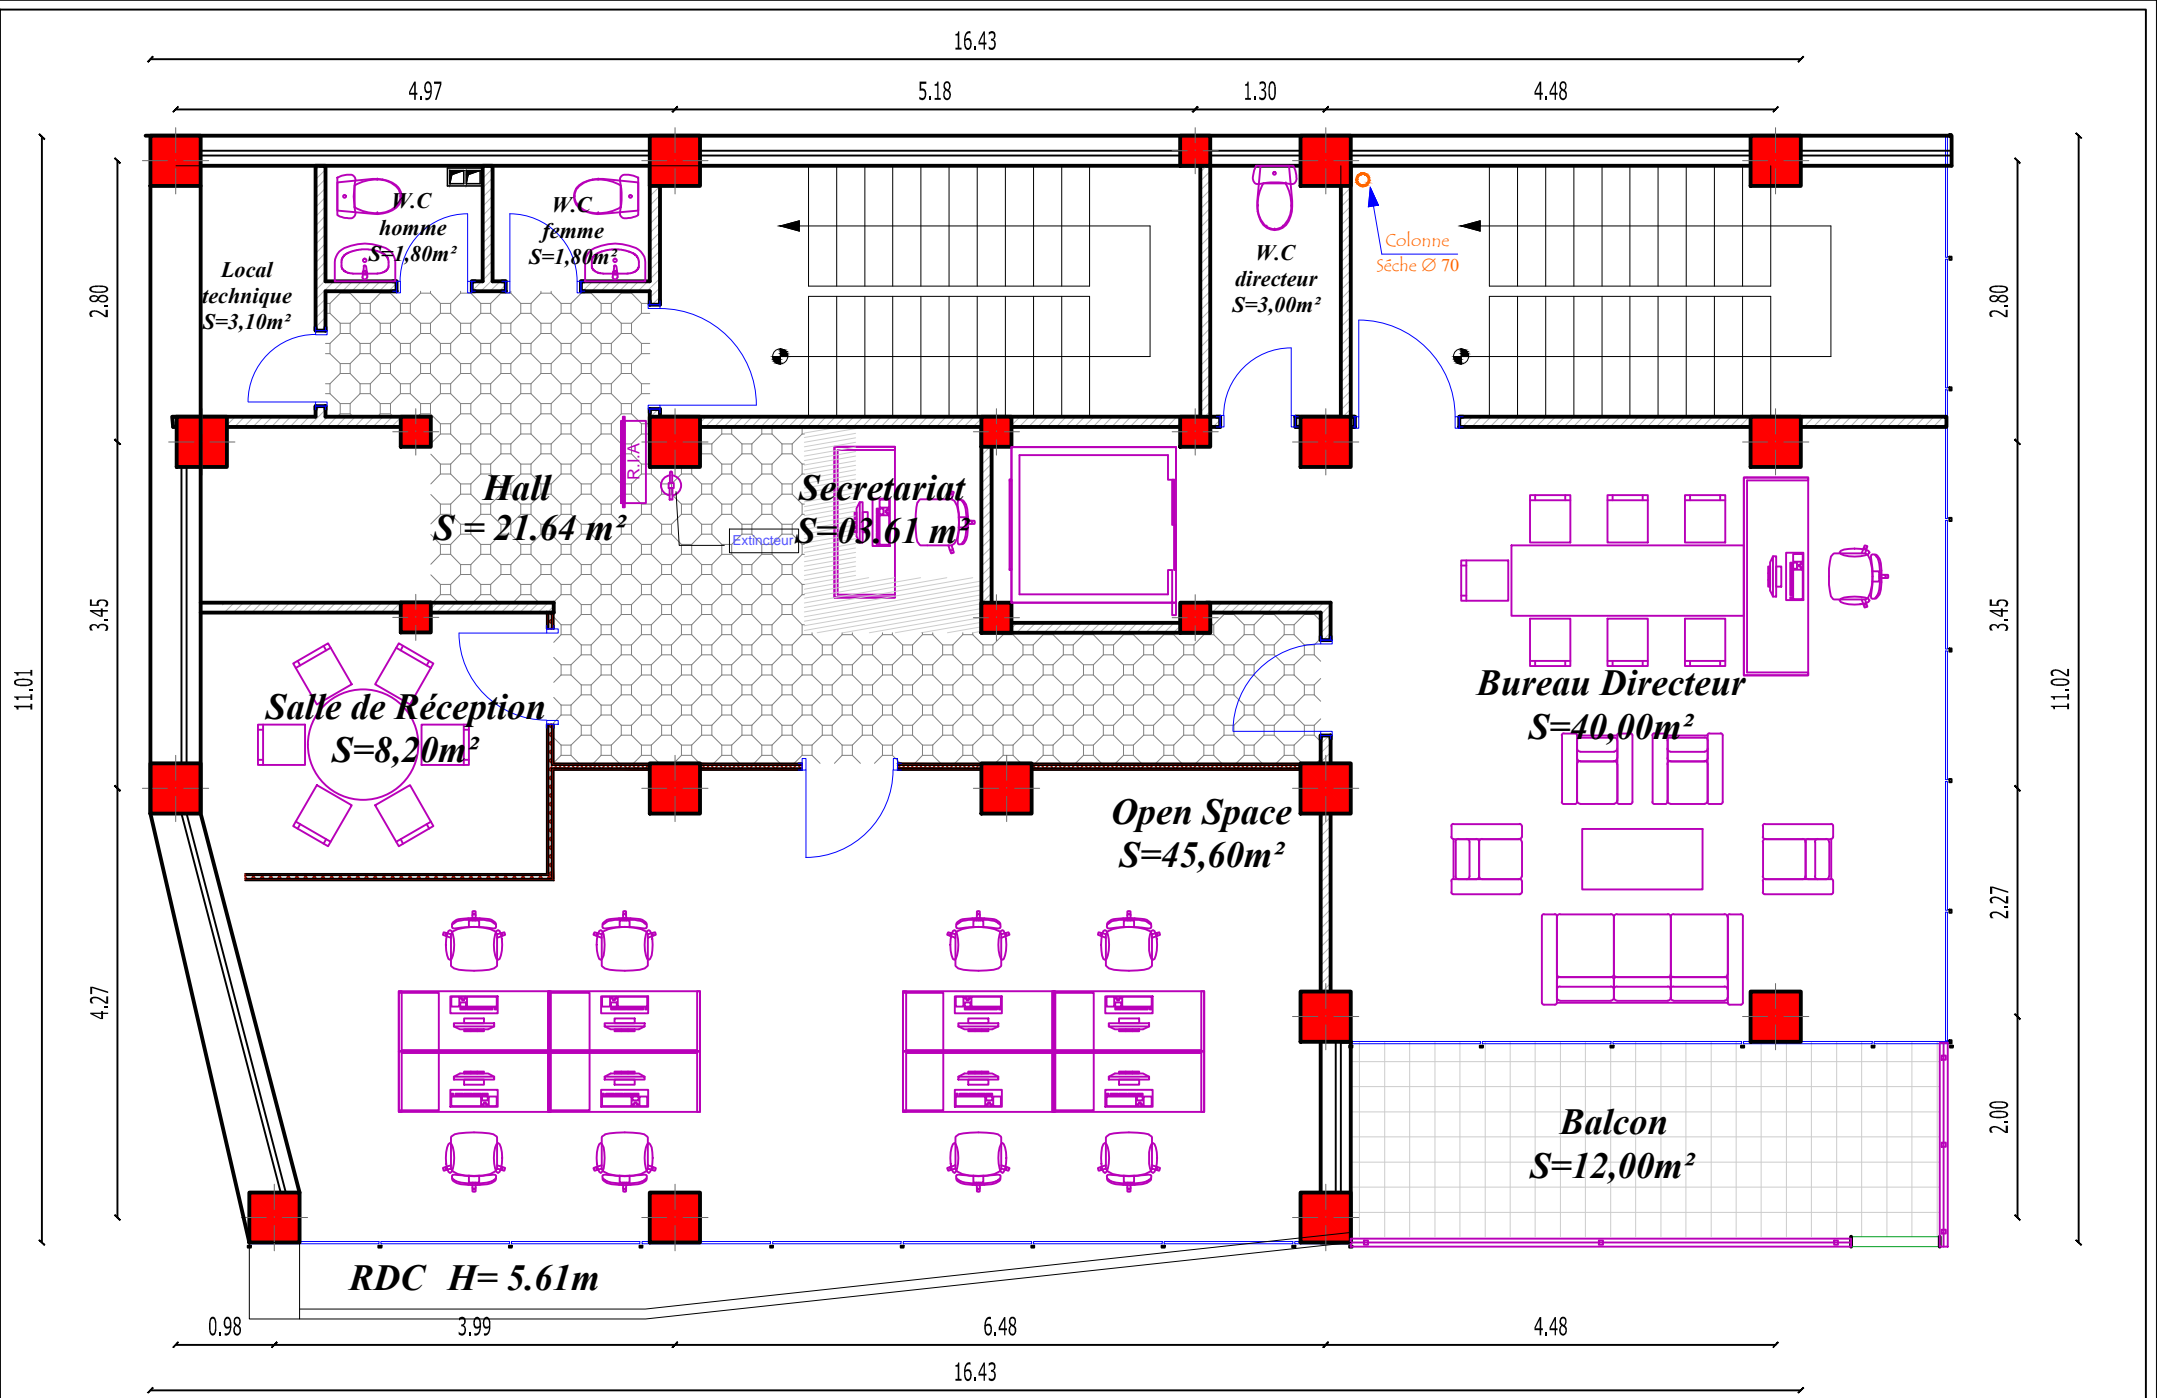 16.43
4.97
5.18
1.30
4.48
W.C
homme
S=1,80m²
W.C
femme
S=1,80m²
Local
technique
S=3,10m²
W.C
directeur
S=3,00m²
Colonne
Séche Ø 70
2.80
2.80
R.I.A
Hall
S = 21.64 m²
Extincteur
Secretariat
S=03.61 m²
3.45
3.45
11.01
11.02
Salle de Réception
S=8,20m²
Bureau Directeur
S=40,00m²
Open Space
S=45,60m²
2.27
4.27
2.00
Balcon
S=12,00m²
RDC H= 5.61m
0.98
3.99
6.48
4.48
16.43